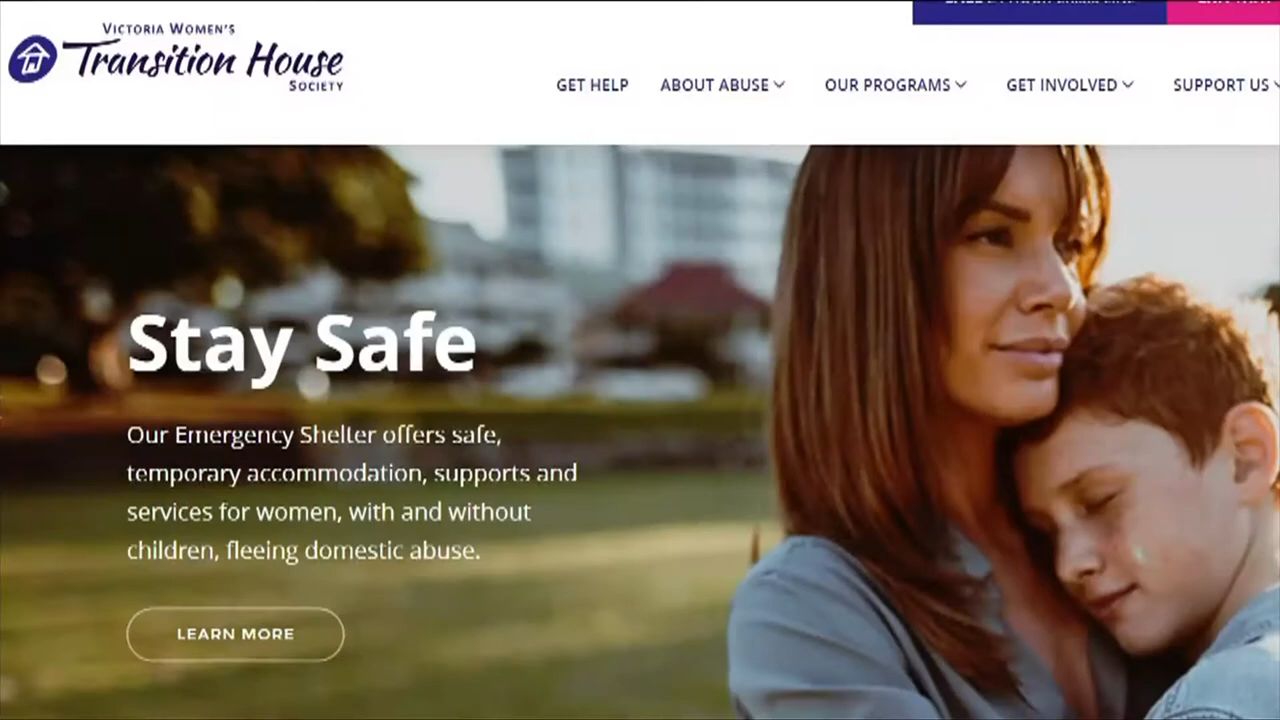 VICTORIA WOMEN'S
Transition House
SOCIETY
GET HELP
ABOUT ABUSE
OUR PROGRAMS
GET INVOLVED
SUPPORT US
Stay Safe
Our Emergency Shelter offers safe,
temporary accommodation, supports and
services for women, with and without
children, fleeing domestic abuse.
LEARN MORE